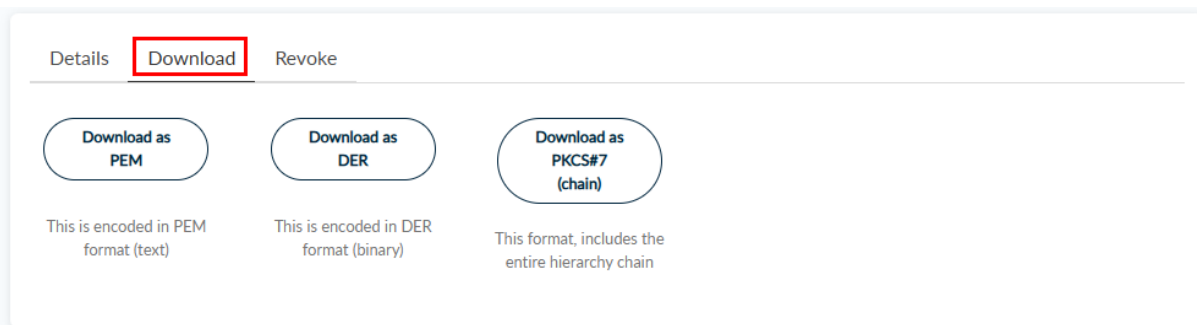 Details Download Revoke
Download as
PEM
Download as
DER
Download as
PKCS#7
(chain)
This is encoded in PEM
format (text)
This is encoded in DER
format (binary)
This format, includes the
entire hierarchy chain